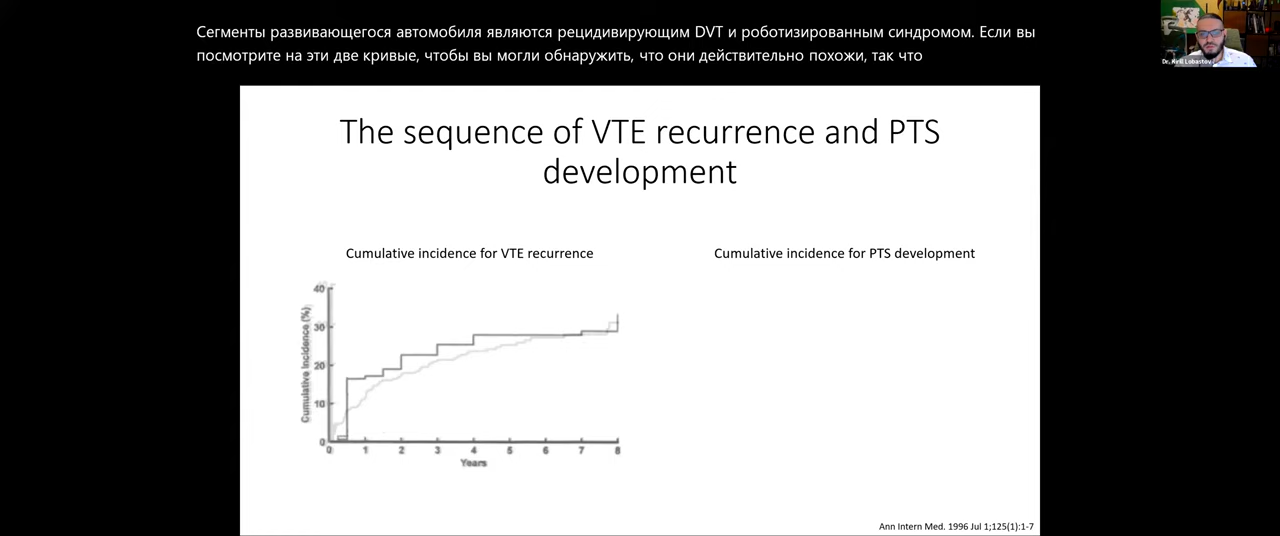 Сегменты развивающегося автомобиля являются рецидивирующим DVT и роботизированным синдромом. Если вы
посмотрите на эти две кривые, чтобы вы могли обнаружить, что они действительно похожи, так что
Dr. Kirill Lobastov
The sequence of VTE recurrence and PTS
development
Cumulative incidence for VTE recurrence
Cumulative incidence for PTS development
Cumulative Incidence (%)
40
30
20
10
0
0 1 2 3 4 5 6 7 8
Years
Ann Intern Med. 1996 Jul 1;125(1):1-7